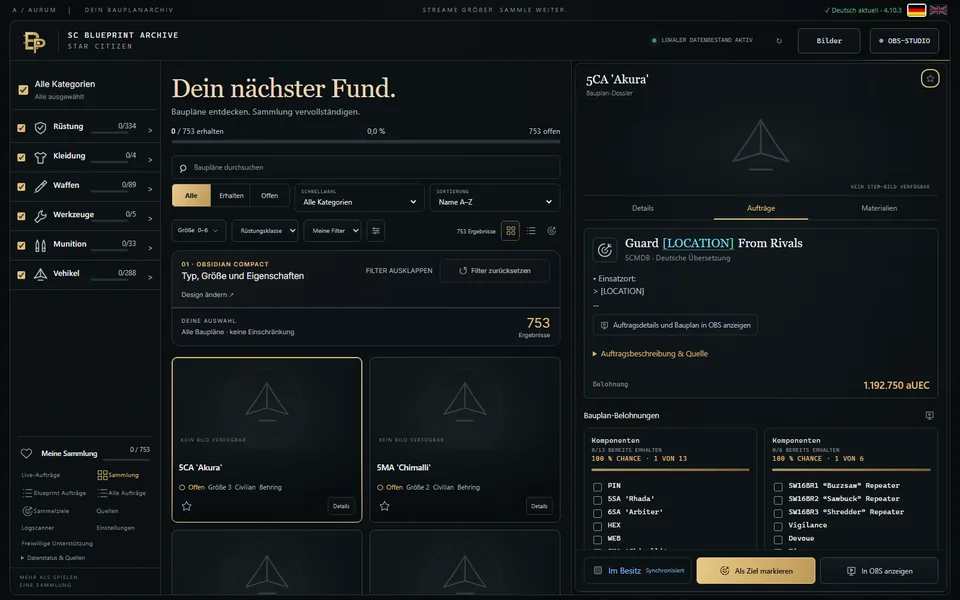 A / AURUM | DEIN BAUPLANARCHIV
STREAME GRÖßER. SAMMLE WEITER.
✓ Deutsch aktuell · 4.10.3
SC BLUEPRINT ARCHIVE
STAR CITIZEN
LOKALER DATENBESTAND AKTIV
Bilder
OBS-STUDIO
Alle Kategorien
Alle ausgewählt
Rüstung 0/334 >
Kleidung 0/4 >
Waffen 0/89 >
Werkzeuge 0/5 >
Munition 0/33 >
Vehikel 0/288 >
Meine Sammlung 0 / 753
Live-Aufträge
Sammlung
Blueprint Aufträge
Alle Aufträge
Sammelziele
Quellen
Logscanner
Einstellungen
Freiwillige Unterstützung
▸ Datenstatus & Quellen
MEHR ALS SPIELEN.
EINE SAMMLUNG.
Dein nächster Fund.
Baupläne entdecken. Sammlung vervollständigen.
0 / 753 erhalten 0,0 % 753 offen
Baupläne durchsuchen
Alle Erhalten Offen
SCHNELLWAHL
Alle Kategorien
SORTIERUNG
Name A–Z
Größe 0–6
Rüstungsklasse
Meine Filter
753 Ergebnisse
01 · OBSIDIAN COMPACT
Typ, Größe und Eigenschaften
FILTER AUSKLAPPEN
Filter zurücksetzen
Design ändern ↗
DEINE AUSWAHL
Alle Baupläne · keine Einschränkung
753
Ergebnisse
KEIN BILD VERFÜGBAR
5CA 'Akura'
Offen Größe 3 Civilian Behring
Details
KEIN BILD VERFÜGBAR
5MA 'Chimalli'
Offen Größe 2 Civilian Behring
Details
5CA 'Akura'
Bauplan-Dossier
KEIN ITEM-BILD VERFÜGBAR
Details Aufträge Materialien
Guard [LOCATION] From Rivals
SCMDB · Deutsche Übersetzung
• Einsatzort:
> [LOCATION]
...
Auftragsdetails und Bauplan in OBS anzeigen
▸ Auftragsbeschreibung & Quelle
Belohnung 1.192.750 aUEC
Bauplan-Belohnungen
Komponenten
0/13 BEREITS ERHALTEN
100 % CHANCE · 1 VON 13
PIN
5SA 'Rhada'
6SA 'Arbiter'
HEX
WEB
Komponenten
0/6 BEREITS ERHALTEN
100 % CHANCE · 1 VON 6
SW16BR1 “Buzzsaw” Repeater
SW16BR2 “Sawbuck” Repeater
SW16BR3 “Shredder” Repeater
Vigilance
Devoue
Im Besitz Synchronisiert
Als Ziel markieren
In OBS anzeigen